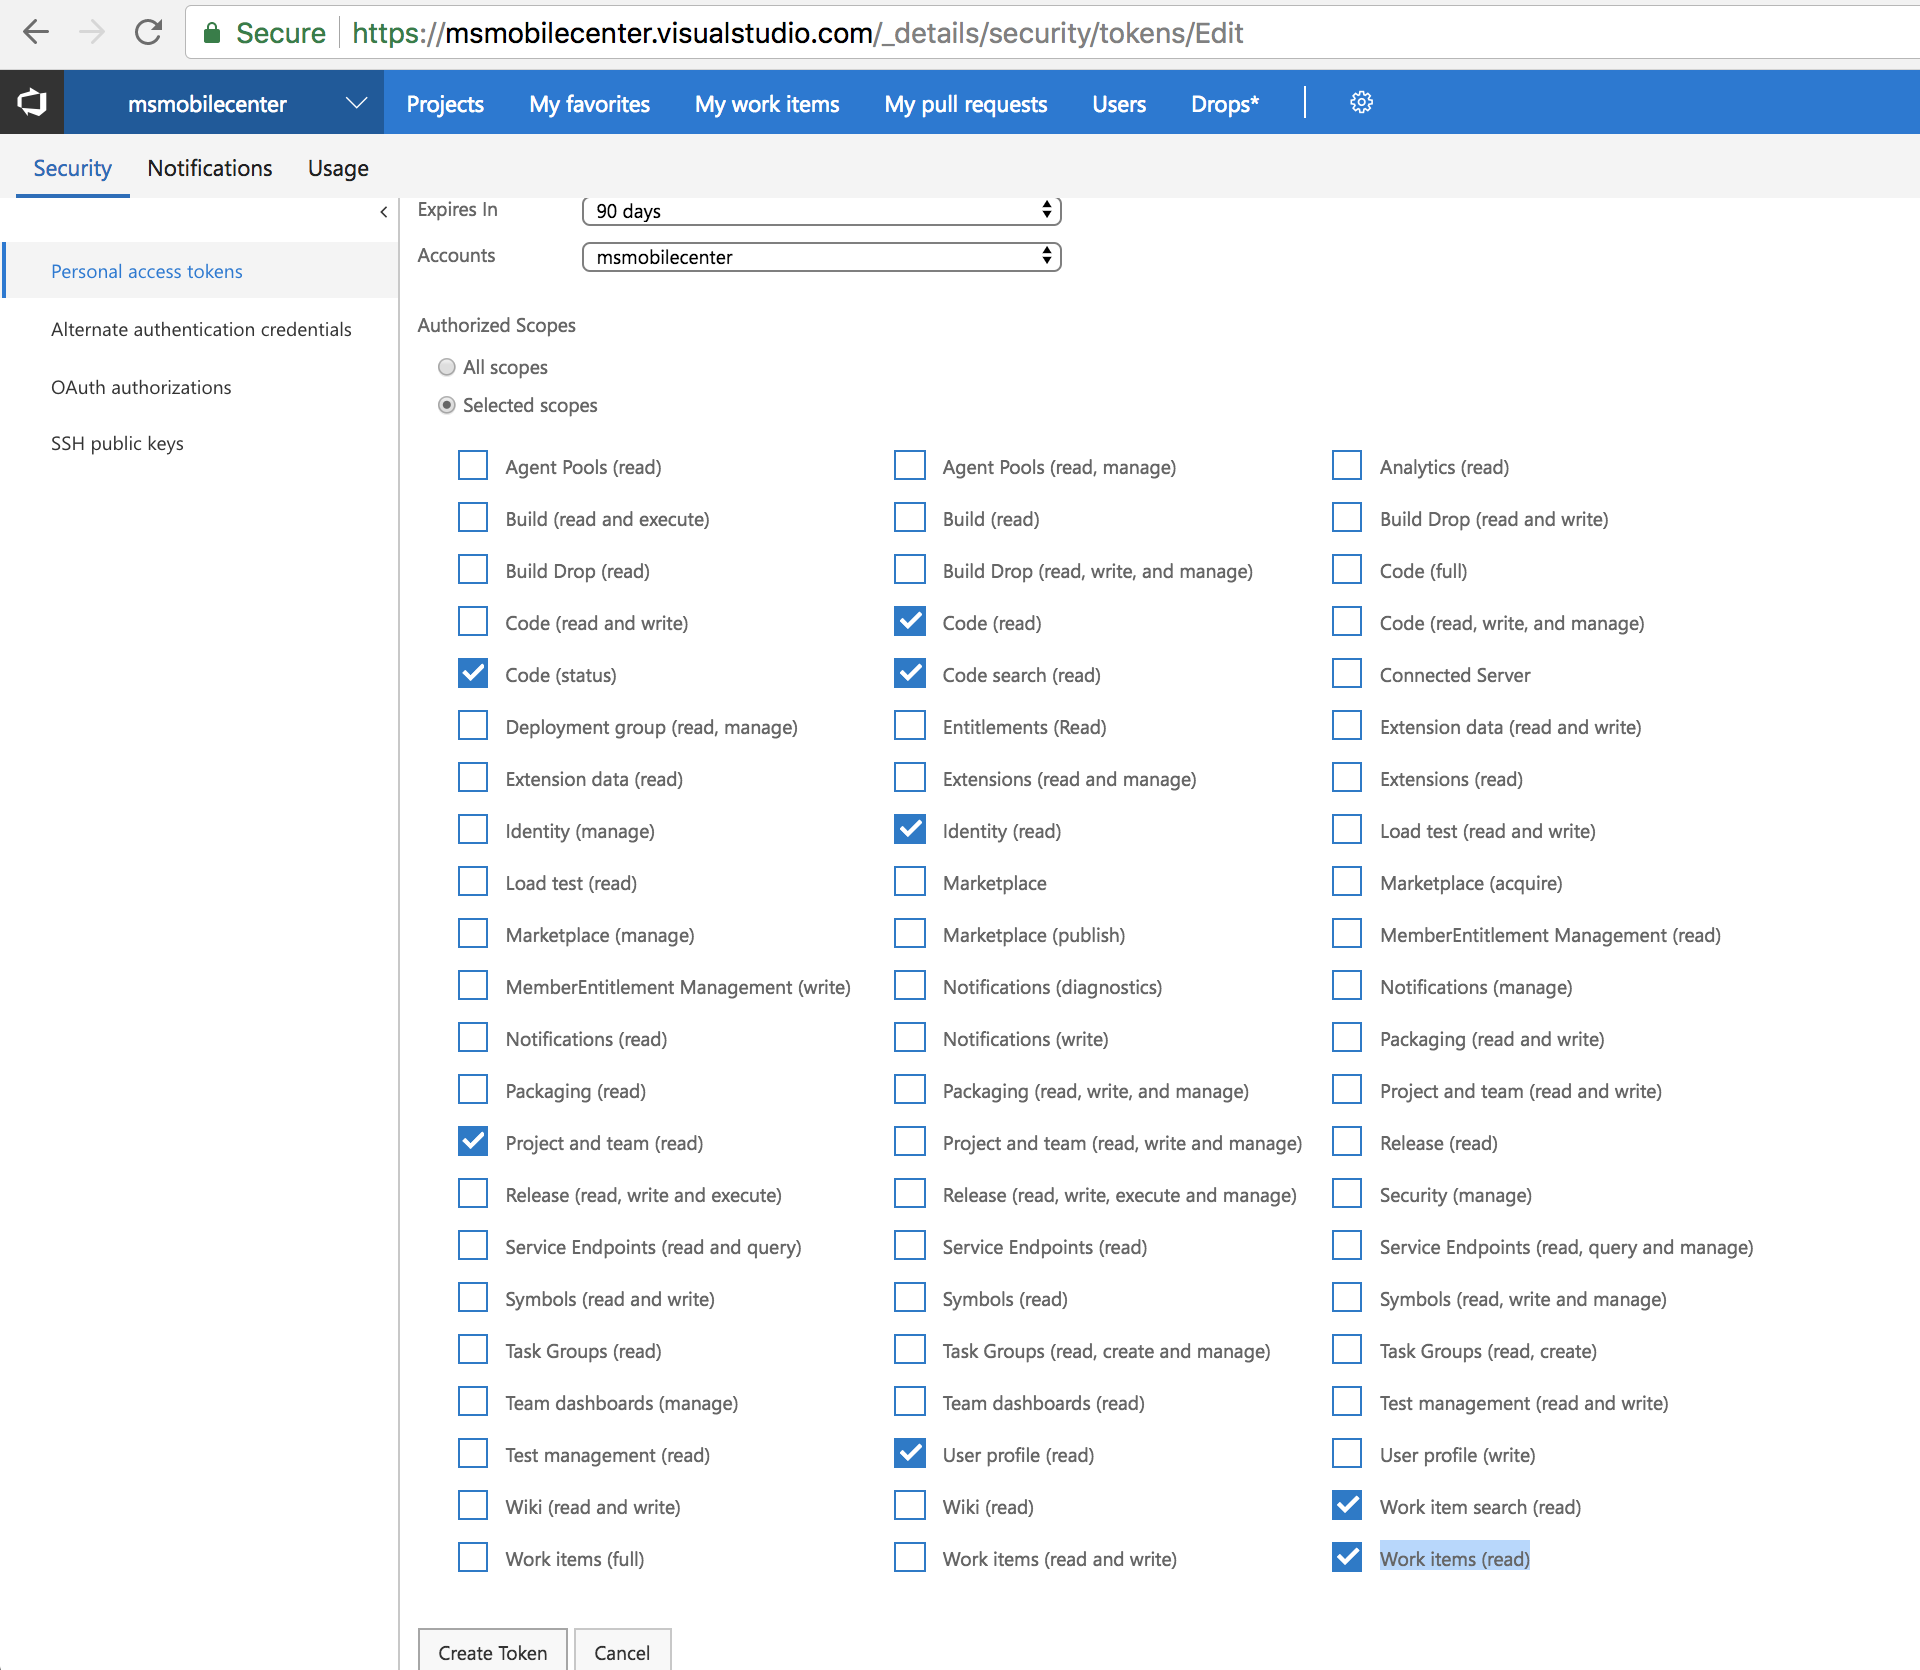 Secure https://msmobilecenter.visualstudio.com/_details/security/tokens/Edit
msmobilecenter Projects My favorites My work items My pull requests Users Drops*
Security Notifications Usage
Expires In 90 days
Accounts msmobilecenter
Personal access tokens
Alternate authentication credentials
OAuth authorizations
SSH public keys
Authorized Scopes
All scopes
Selected scopes
Agent Pools (read) Agent Pools (read, manage) Analytics (read)
Build (read and execute) Build (read) Build Drop (read and write)
Build Drop (read) Build Drop (read, write, and manage) Code (full)
Code (read and write) Code (read) Code (read, write, and manage)
Code (status) Code search (read) Connected Server
Deployment group (read, manage) Entitlements (Read) Extension data (read and write)
Extension data (read) Extensions (read and manage) Extensions (read)
Identity (manage) Identity (read) Load test (read and write)
Load test (read) Marketplace Marketplace (acquire)
Marketplace (manage) Marketplace (publish) MemberEntitlement Management (read)
MemberEntitlement Management (write) Notifications (diagnostics) Notifications (manage)
Notifications (read) Notifications (write) Packaging (read and write)
Packaging (read) Packaging (read, write, and manage) Project and team (read and write)
Project and team (read) Project and team (read, write and manage) Release (read)
Release (read, write and execute) Release (read, write, execute and manage) Security (manage)
Service Endpoints (read and query) Service Endpoints (read) Service Endpoints (read, query and manage)
Symbols (read and write) Symbols (read) Symbols (read, write and manage)
Task Groups (read) Task Groups (read, create and manage) Task Groups (read, create)
Team dashboards (manage) Team dashboards (read) Test management (read and write)
Test management (read) User profile (read) User profile (write)
Wiki (read and write) Wiki (read) Work item search (read)
Work items (full) Work items (read and write) Work items (read)
Create Token Cancel